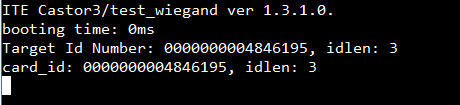 ITE Castor3/test_wiegand ver 1.3.1.0.
booting time: 0ms
Target Id Number: 0000000004846195, idlen: 3
card_id: 0000000004846195, idlen: 3